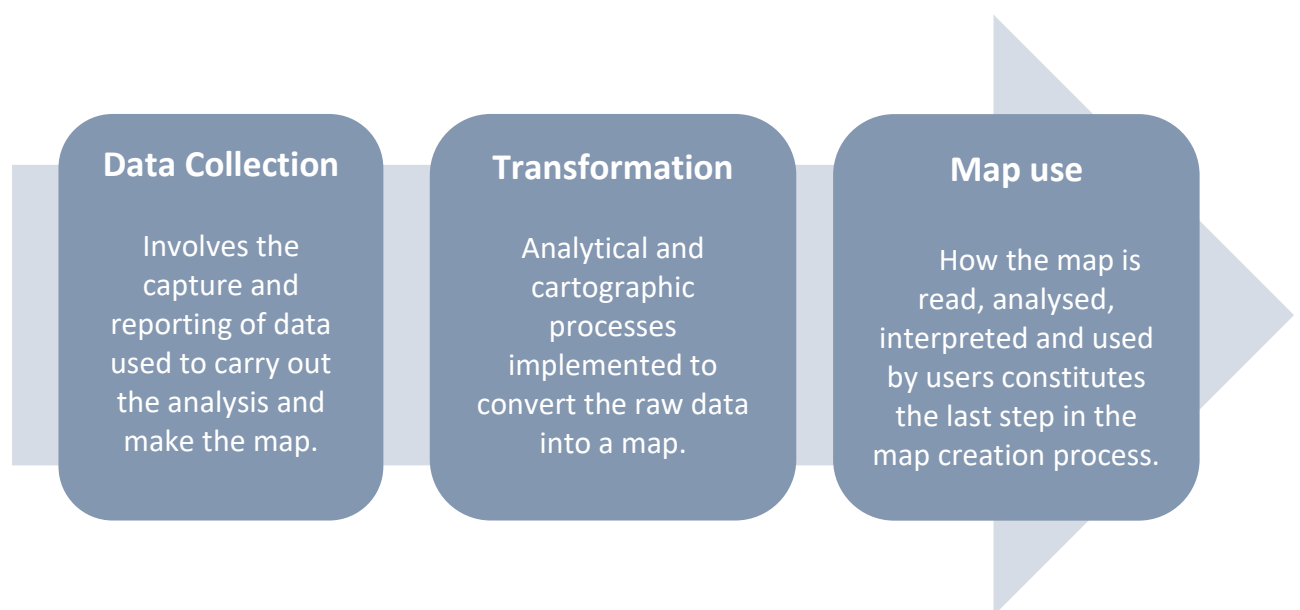 Data Collection
Involves the
capture and
reporting of data
used to carry out
the analysis and
make the map.
Transformation
Analytical and
cartographic
processes
implemented to
convert the raw data
into a map.
Map use
How the map is
read, analysed,
interpreted and used
by users constitutes
the last step in the
map creation process.